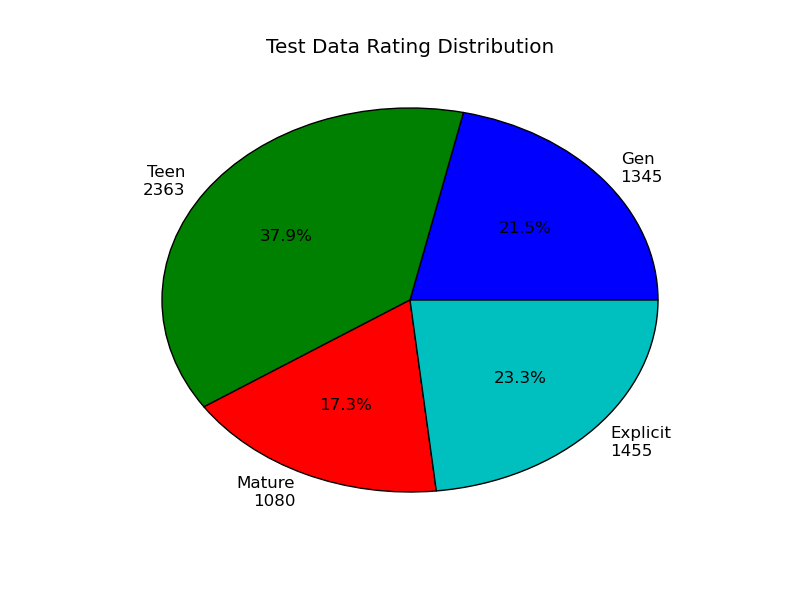 Test Data Rating Distribution
Teen
2363
Gen
1345
37.9%
21.5%
17.3%
23.3%
Mature
1080
Explicit
1455